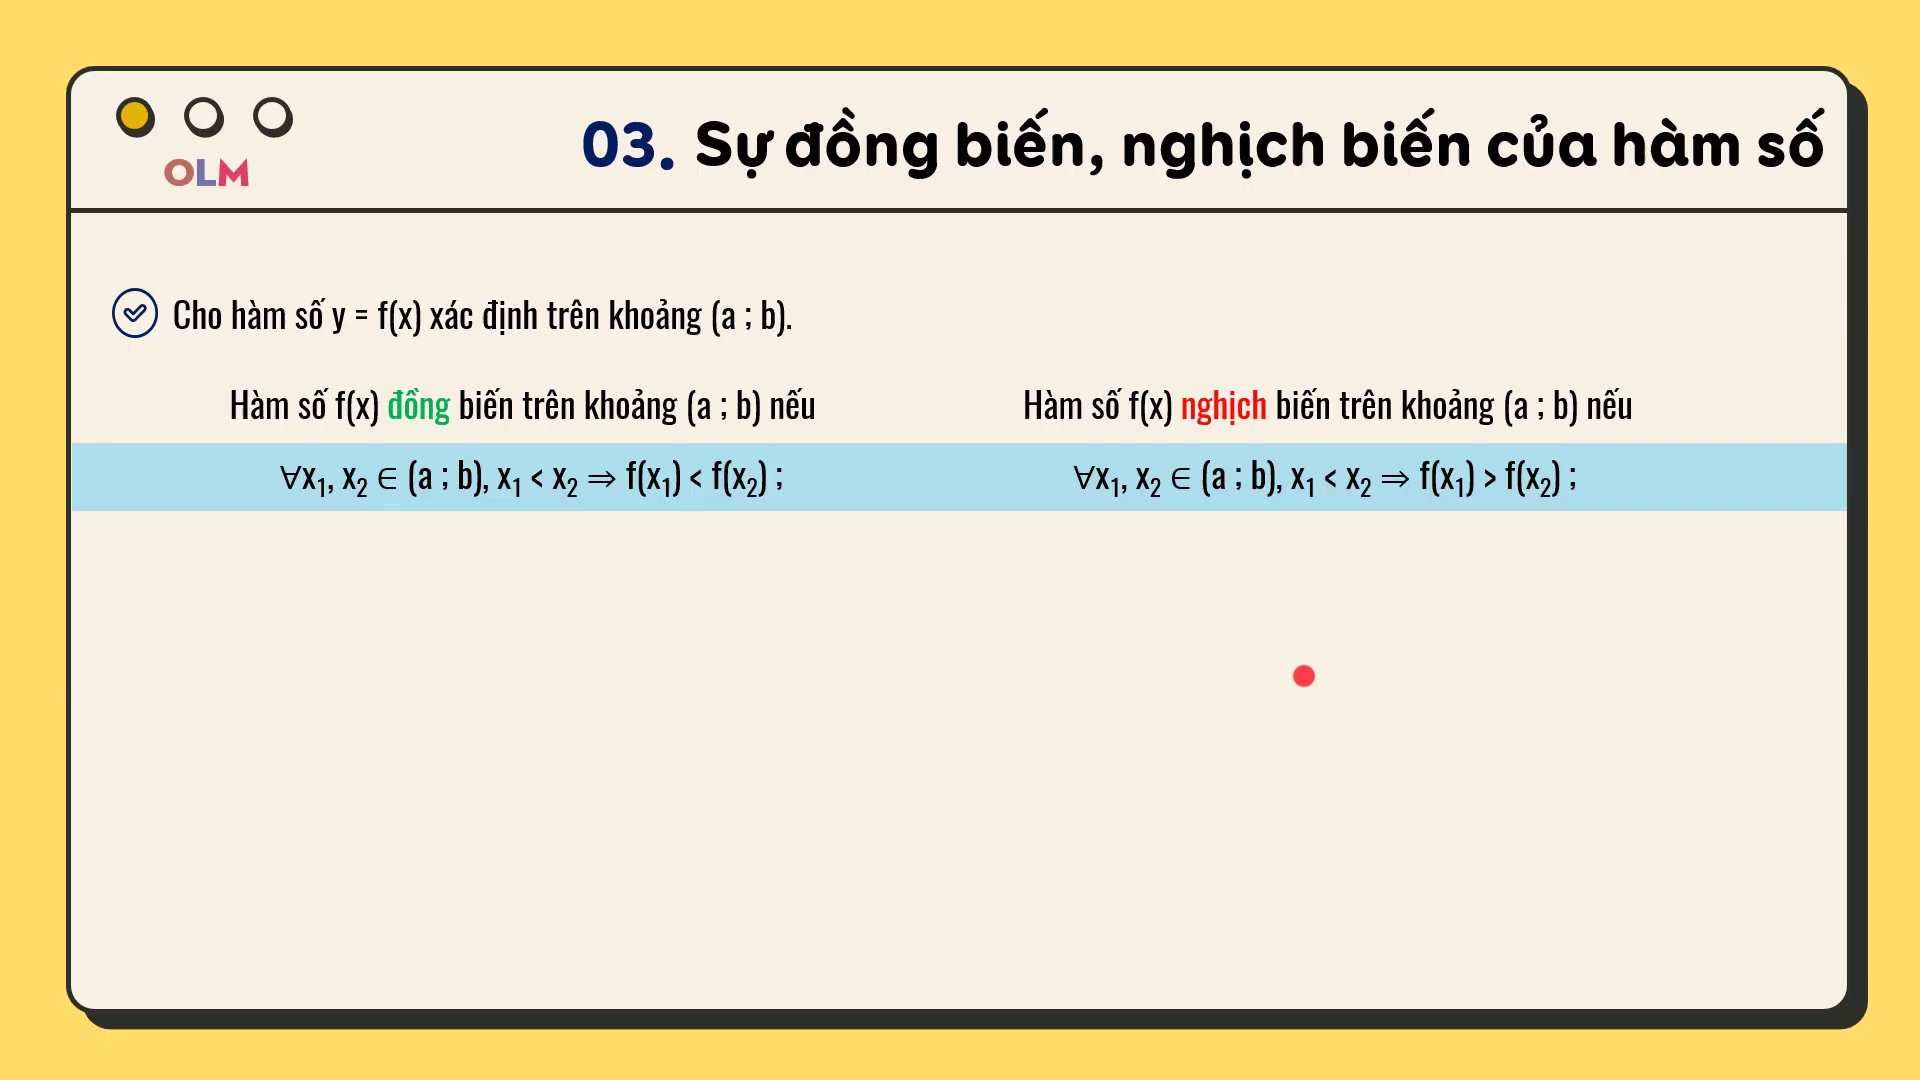 OLM
03. Sự đồng biến, nghịch biến của hàm số
Cho hàm số y = f(x) xác định trên khoảng (a ; b).
Hàm số f(x) đồng biến trên khoảng (a ; b) nếu
∀x₁, x₂ ∈ (a ; b), x₁ < x₂ ⇒ f(x₁) < f(x₂) ;
Hàm số f(x) nghịch biến trên khoảng (a ; b) nếu
∀x₁, x₂ ∈ (a ; b), x₁ < x₂ ⇒ f(x₁) > f(x₂) ;